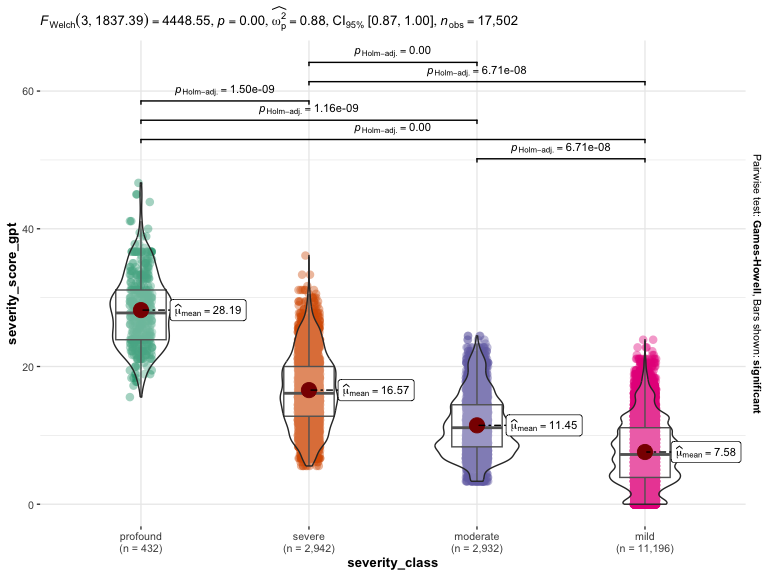 F_Welch(3, 1837.39) = 4448.55, p = 0.00, ω̂²_p = 0.88, CI_95% [0.87, 1.00], n_obs = 17,502
p_Holm−adj. = 0.00
p_Holm−adj. = 6.71e-08
p_Holm−adj. = 1.50e-09
p_Holm−adj. = 1.16e-09
p_Holm−adj. = 0.00
p_Holm−adj. = 6.71e-08
60
40
20
0
severity_score_gpt
μ̂_mean = 28.19
μ̂_mean = 16.57
μ̂_mean = 11.45
μ̂_mean = 7.58
Pairwise test: Games-Howell, Bars shown: significant
profound
(n = 432)
severe
(n = 2,942)
moderate
(n = 2,932)
mild
(n = 11,196)
severity_class